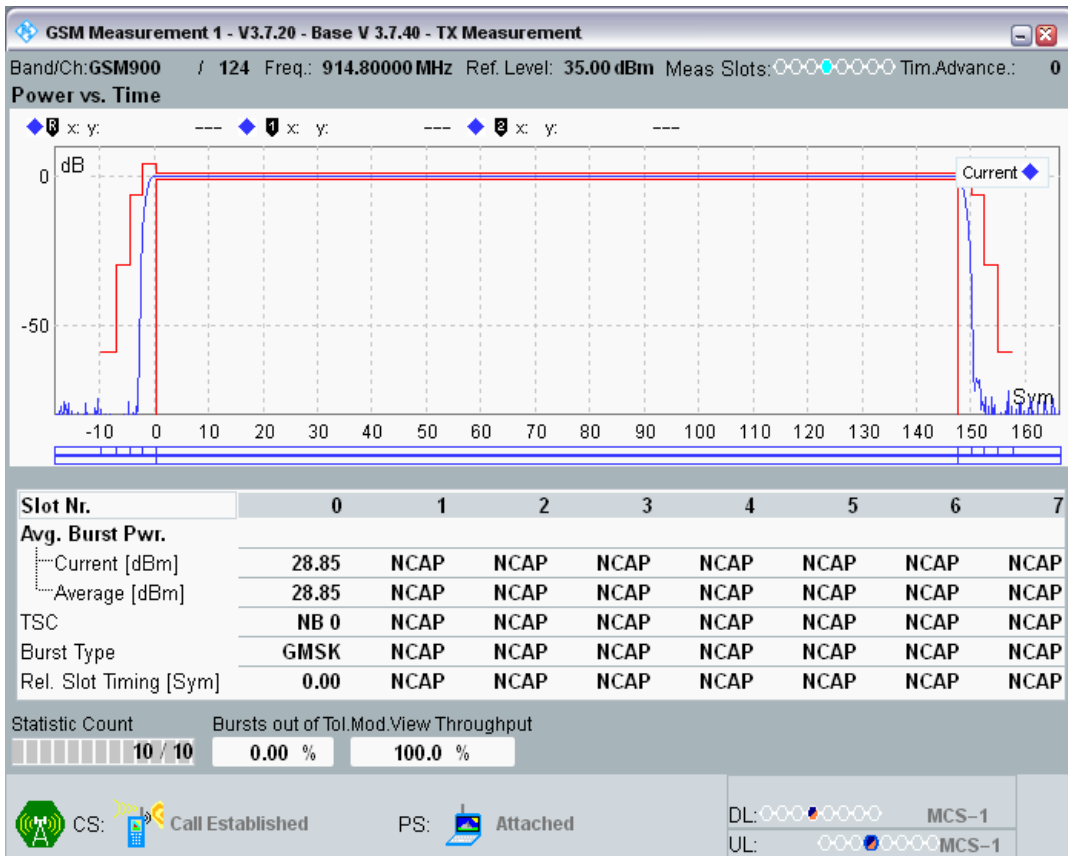 GSM Measurement 1 - V3.7.20 - Base V 3.7.40 - TX Measurement
Band/Ch:GSM900 / 124 Freq.: 914.80000 MHz Ref. Level: 35.00 dBm Meas Slots: Tim.Advance.: 0
Power vs. Time
R x: y: --- 1 x: y: --- 2 x: y: ---
dB
Current
0
-50
Sym
-10 0 10 20 30 40 50 60 70 80 90 100 110 120 130 140 150 160
Slot Nr. 0 1 2 3 4 5 6 7
Avg. Burst Pwr.
Current [dBm] 28.85 NCAP NCAP NCAP NCAP NCAP NCAP NCAP
Average [dBm] 28.85 NCAP NCAP NCAP NCAP NCAP NCAP NCAP
TSC NB 0 NCAP NCAP NCAP NCAP NCAP NCAP NCAP
Burst Type GMSK NCAP NCAP NCAP NCAP NCAP NCAP NCAP
Rel. Slot Timing [Sym] 0.00 NCAP NCAP NCAP NCAP NCAP NCAP NCAP
Statistic Count Bursts out of Tol.Mod.View Throughput
10 / 10 0.00 % 100.0 %
CS: Call Established PS: Attached
DL: MCS-1
UL: MCS-1